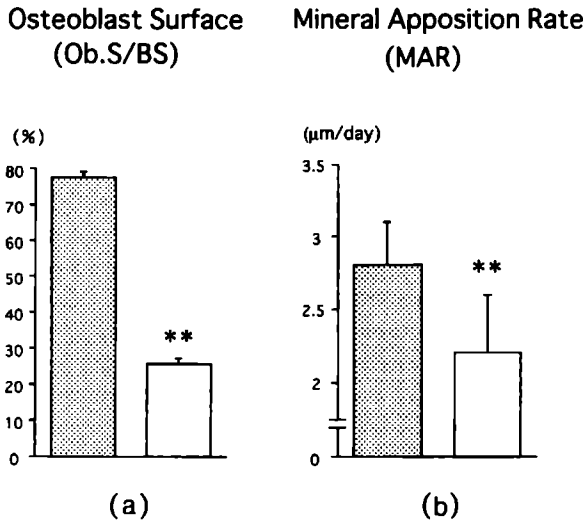 Osteoblast Surface
(Ob.S/BS)
Mineral Apposition Rate
(MAR)
(%)
80
70
60
50
40
30
20
10
0
**
(μm/day)
3.5
3
2.5
2
0
**
(a)
(b)